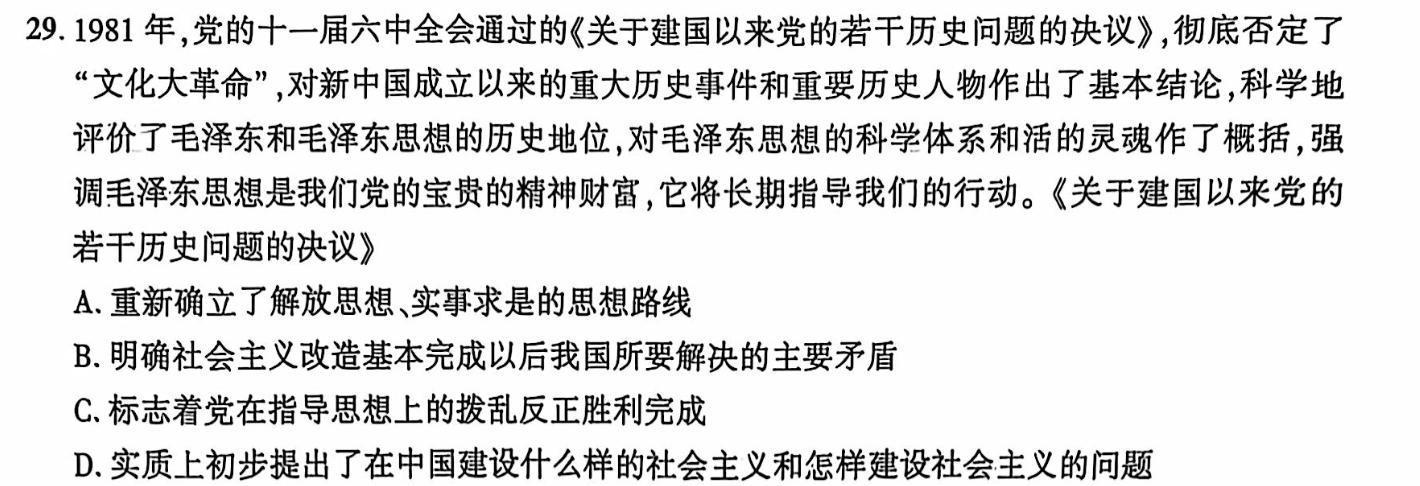 29. 1981 年,党的十一届六中全会通过的《关于建国以来党的若干历史问题的决议》,彻底否定了
“文化大革命”,对新中国成立以来的重大历史事件和重要历史人物作出了基本结论,科学地
评价了毛泽东和毛泽东思想的历史地位,对毛泽东思想的科学体系和活的灵魂作了概括,强
调毛泽东思想是我们党的宝贵的精神财富,它将长期指导我们的行动。《关于建国以来党的
若干历史问题的决议》
A. 重新确立了解放思想、实事求是的思想路线
B. 明确社会主义改造基本完成以后我国所要解决的主要矛盾
C. 标志着党在指导思想上的拨乱反正胜利完成
D. 实质上初步提出了在中国建设什么样的社会主义和怎样建设社会主义的问题